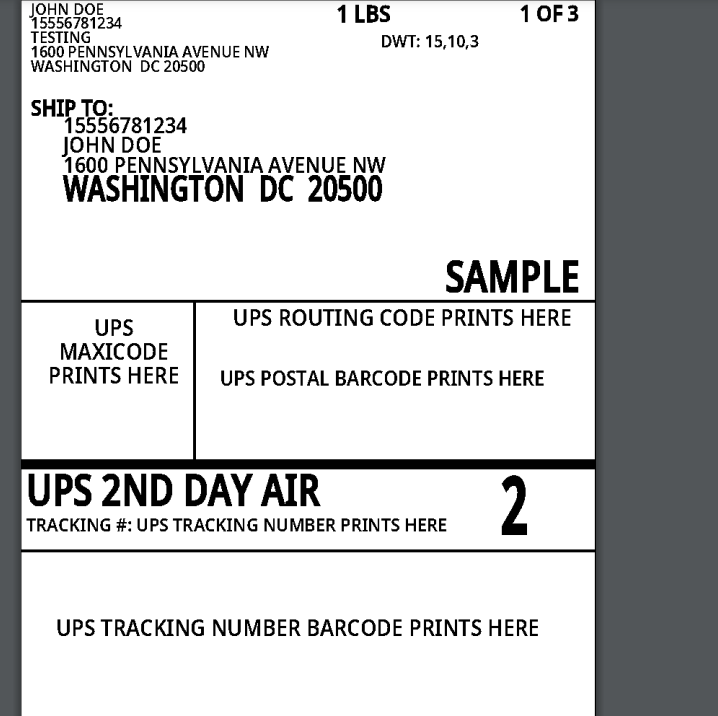 JOHN DOE
15556781234
TESTING
1600 PENNSYLVANIA AVENUE NW
WASHINGTON  DC 20500
1 LBS
1 OF 3
DWT: 15,10,3
SHIP TO:
15556781234
JOHN DOE
1600 PENNSYLVANIA AVENUE NW
WASHINGTON  DC  20500
SAMPLE
UPS
MAXICODE
PRINTS HERE
UPS ROUTING CODE PRINTS HERE
UPS POSTAL BARCODE PRINTS HERE
UPS 2ND DAY AIR
TRACKING #: UPS TRACKING NUMBER PRINTS HERE
2
UPS TRACKING NUMBER BARCODE PRINTS HERE